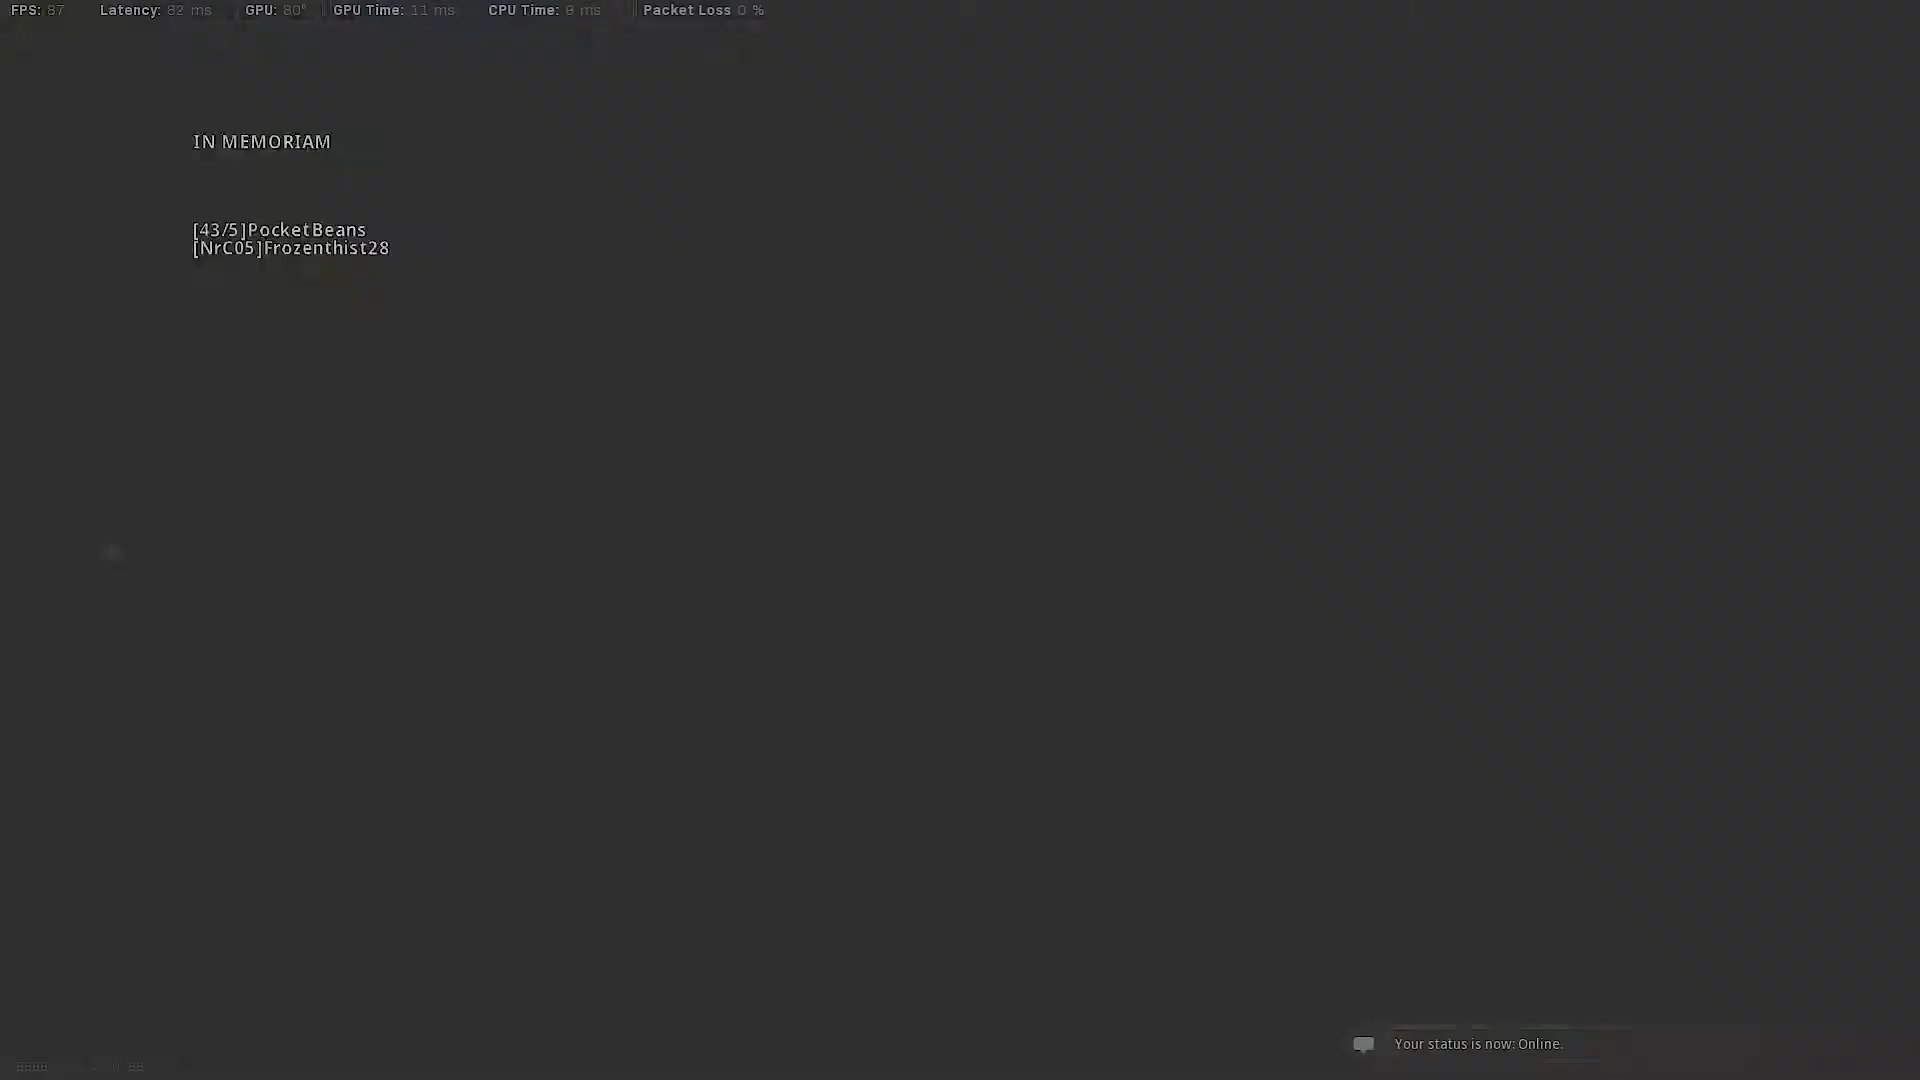 FPS: 87 Latency: 82 ms GPU: 80° GPU Time: 11 ms CPU Time: 8 ms Packet Loss 0 %
IN MEMORIAM
[43/5]PocketBeans
[NrC05]Frozenthist28
Your status is now: Online.